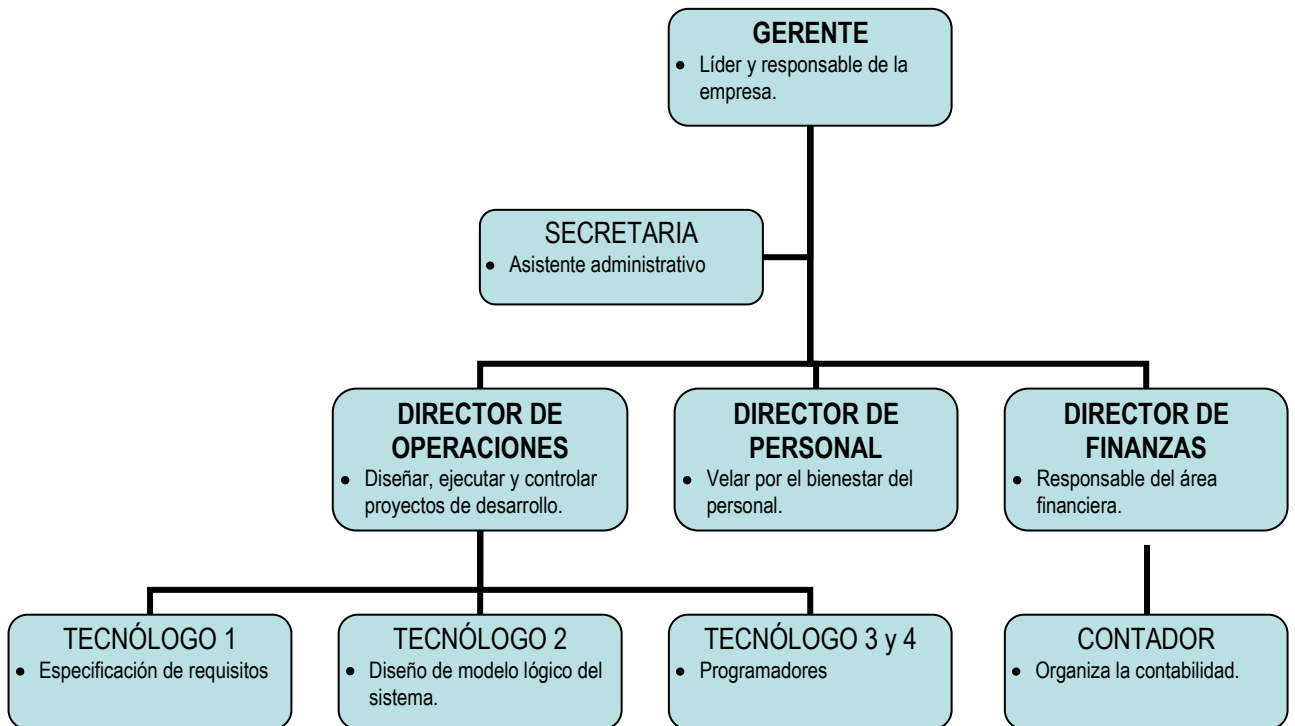 GERENTE
• Líder y responsable de la
empresa.
SECRETARIA
• Asistente administrativo
DIRECTOR DE
OPERACIONES
• Diseñar, ejecutar y controlar
proyectos de desarrollo.
DIRECTOR DE
PERSONAL
• Velar por el bienestar del
personal.
DIRECTOR DE
FINANZAS
• Responsable del área
financiera.
TECNÓLOGO 1
• Especificación de requisitos
TECNÓLOGO 2
• Diseño de modelo lógico del
sistema.
TECNÓLOGO 3 y 4
• Programadores
CONTADOR
• Organiza la contabilidad.